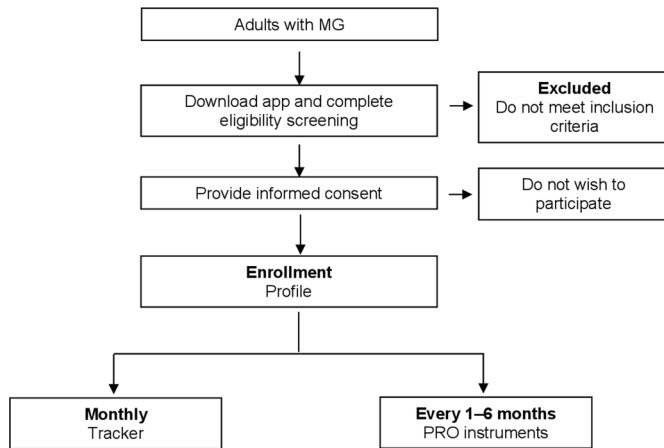 Adults with MG
Download app and complete
eligibility screening
Excluded
Do not meet inclusion
criteria
Provide informed consent
Do not wish to
participate
Enrollment
Profile
Monthly
Tracker
Every 1–6 months
PRO instruments